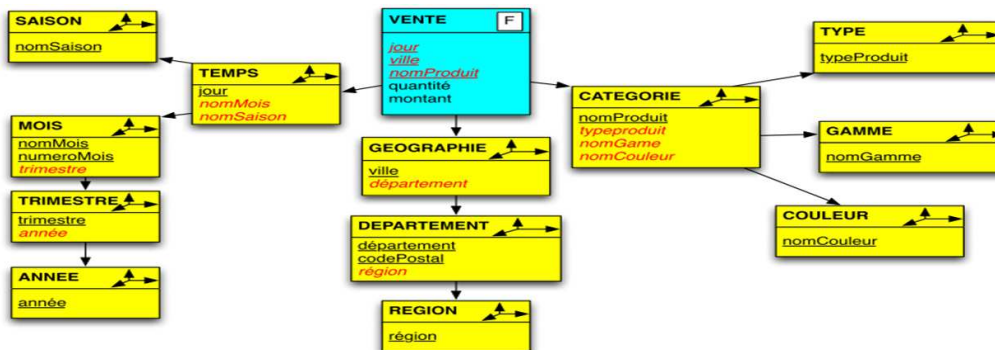 SAISON
nomSaison
TEMPS
jour
nomMois
nomSaison
MOIS
nomMois
numeroMois
trimestre
TRIMESTRE
trimestre
année
ANNEE
année
VENTE F
jour
ville
nomProduit
quantité
montant
GEOGRAPHIE
ville
département
DEPARTEMENT
département
codePostal
région
REGION
région
CATEGORIE
nomProduit
typeproduit
nomGame
nomCouleur
TYPE
typeProduit
GAMME
nomGamme
COULEUR
nomCouleur